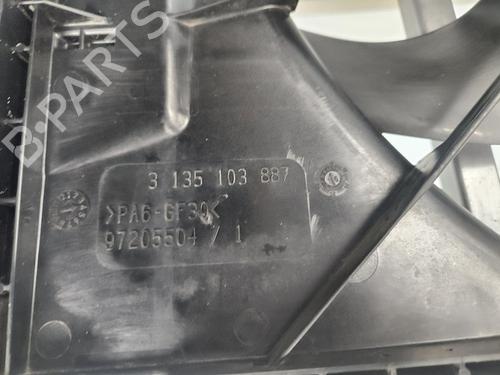 B-PARTS
3 135 103 887
>PA6-GF30<
97205504 / 1